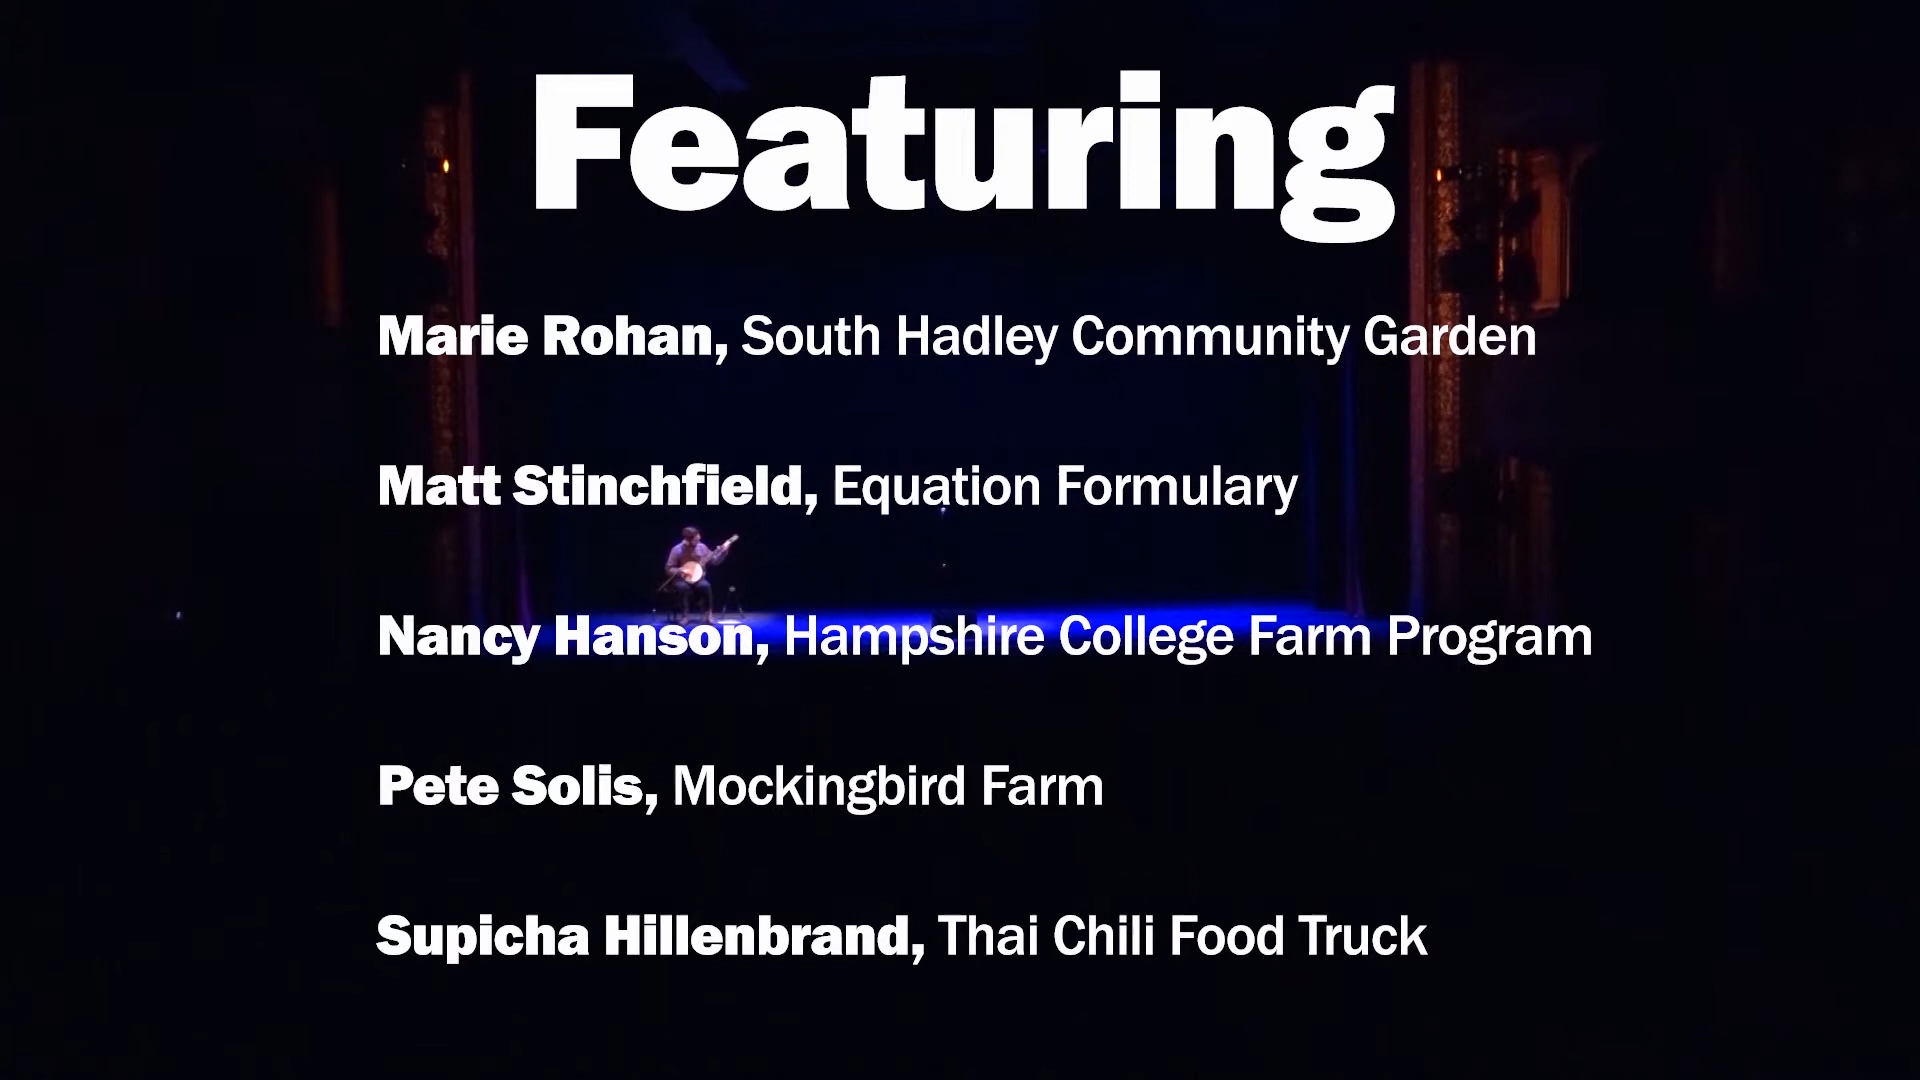 Featuring
Marie Rohan, South Hadley Community Garden
Matt Stinchfield, Equation Formulary
Nancy Hanson, Hampshire College Farm Program
Pete Solis, Mockingbird Farm
Supicha Hillenbrand, Thai Chili Food Truck